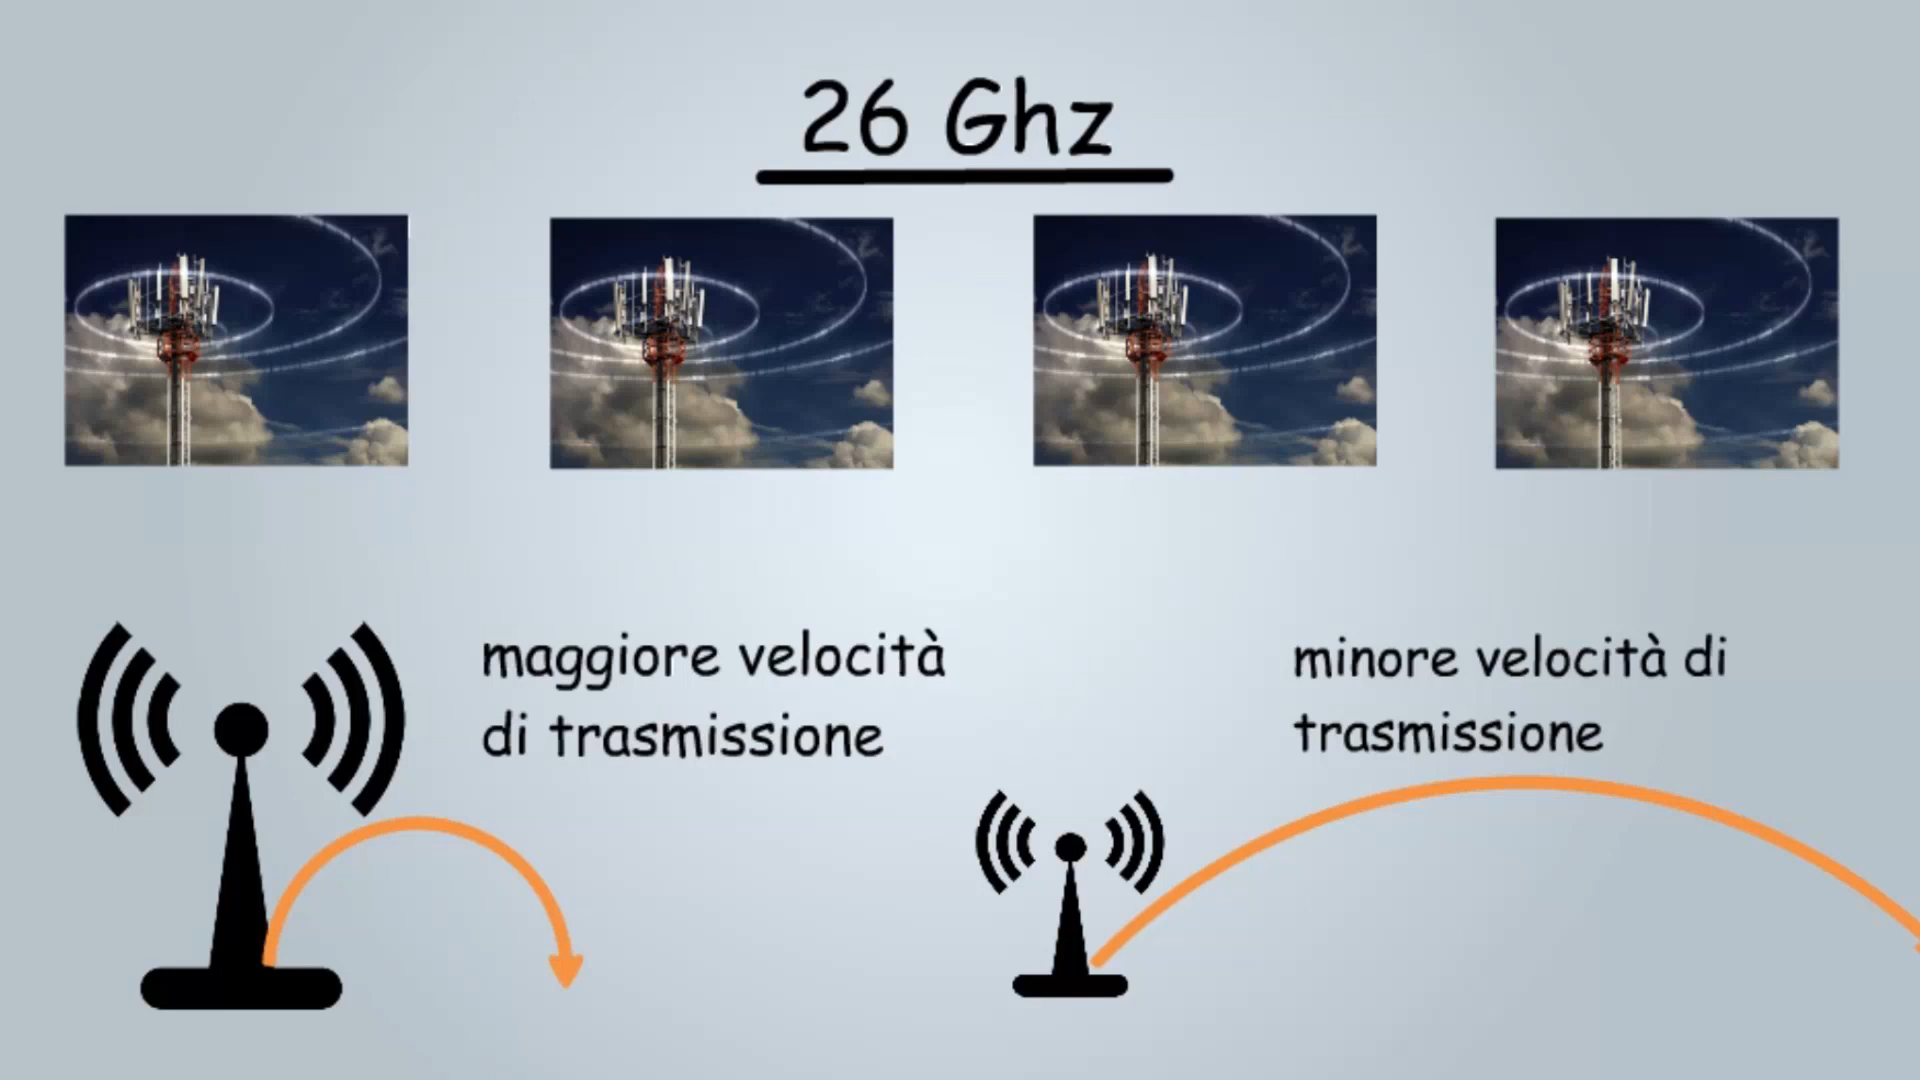 26 Ghz
maggiore velocità
di trasmissione
minore velocità di
trasmissione